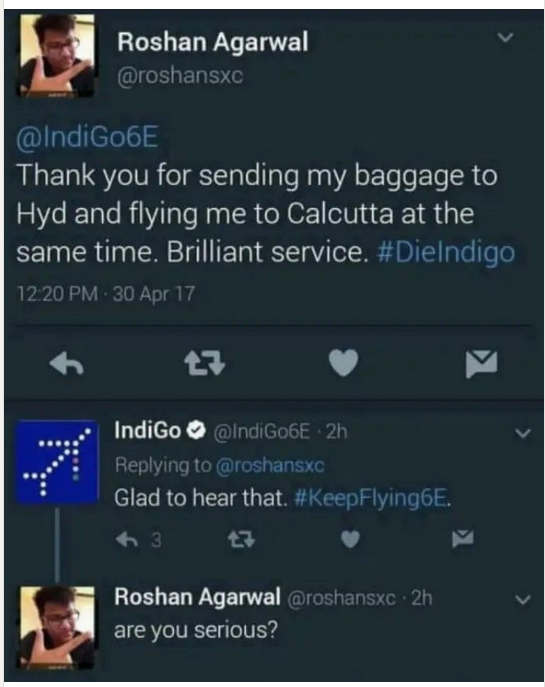 Roshan Agarwal
@roshansxc
@IndiGo6E
Thank you for sending my baggage to
Hyd and flying me to Calcutta at the
same time. Brilliant service. #DieIndigo
12:20 PM · 30 Apr 17
IndiGo @IndiGo6E · 2h
Replying to @roshansxc
Glad to hear that. #KeepFlying6E.
3
Roshan Agarwal @roshansxc · 2h
are you serious?